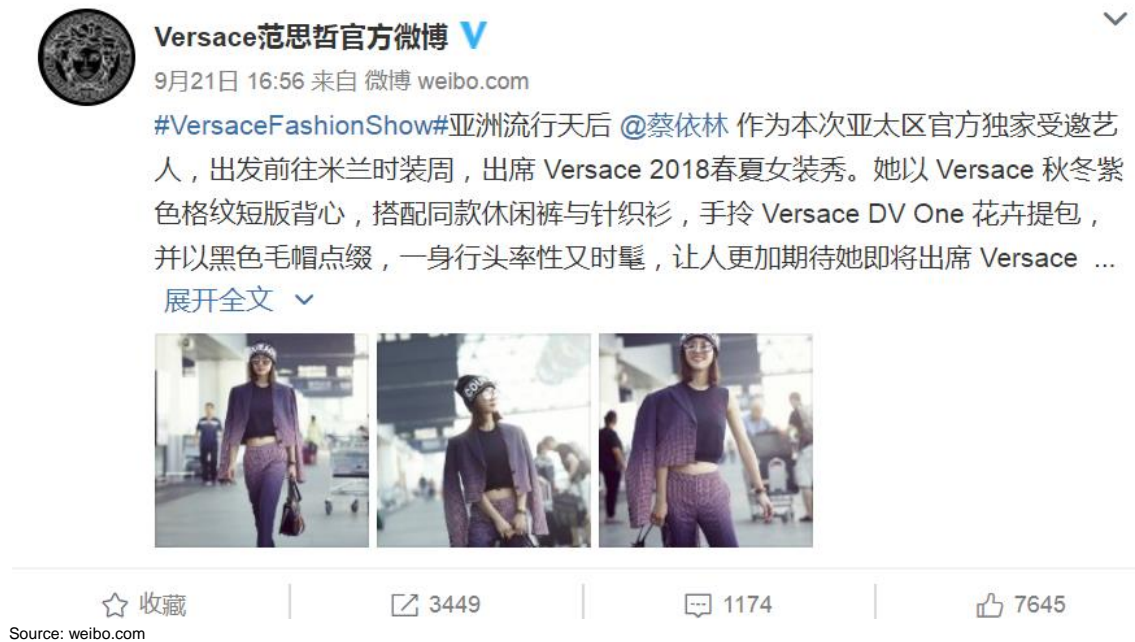 Versace范思哲官方微博 V
9月21日 16:56 来自 微博 weibo.com
#VersaceFashionShow#亚洲流行天后 @蔡依林 作为本次亚太区官方独家受邀艺
人，出发前往米兰时装周，出席 Versace 2018春夏女装秀。她以 Versace 秋冬紫
色格纹短版背心，搭配同款休闲裤与针织衫，手拎 Versace DV One 花卉提包，
并以黑色毛帽点缀，一身行头率性又时髦，让人更加期待她即将出席 Versace ...
展开全文
收藏 3449 1174 7645
Source: weibo.com